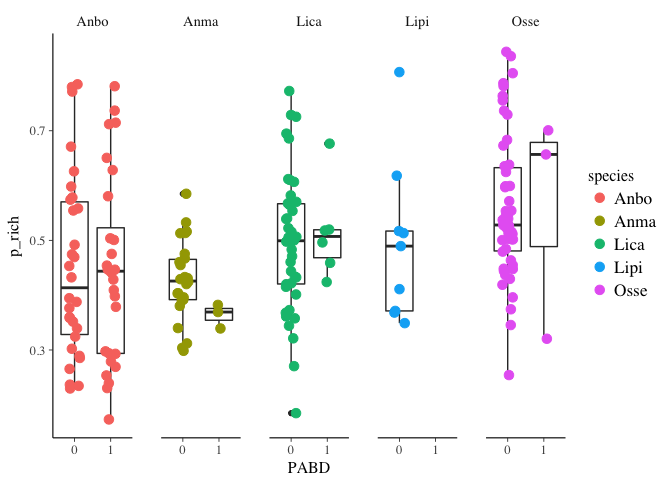 Anbo Anma Lica Lipi Osse
p_rich
0.7
0.5
0.3
0 1 0 1 0 1 0 1 0 1
PABD
species
Anbo
Anma
Lica
Lipi
Osse